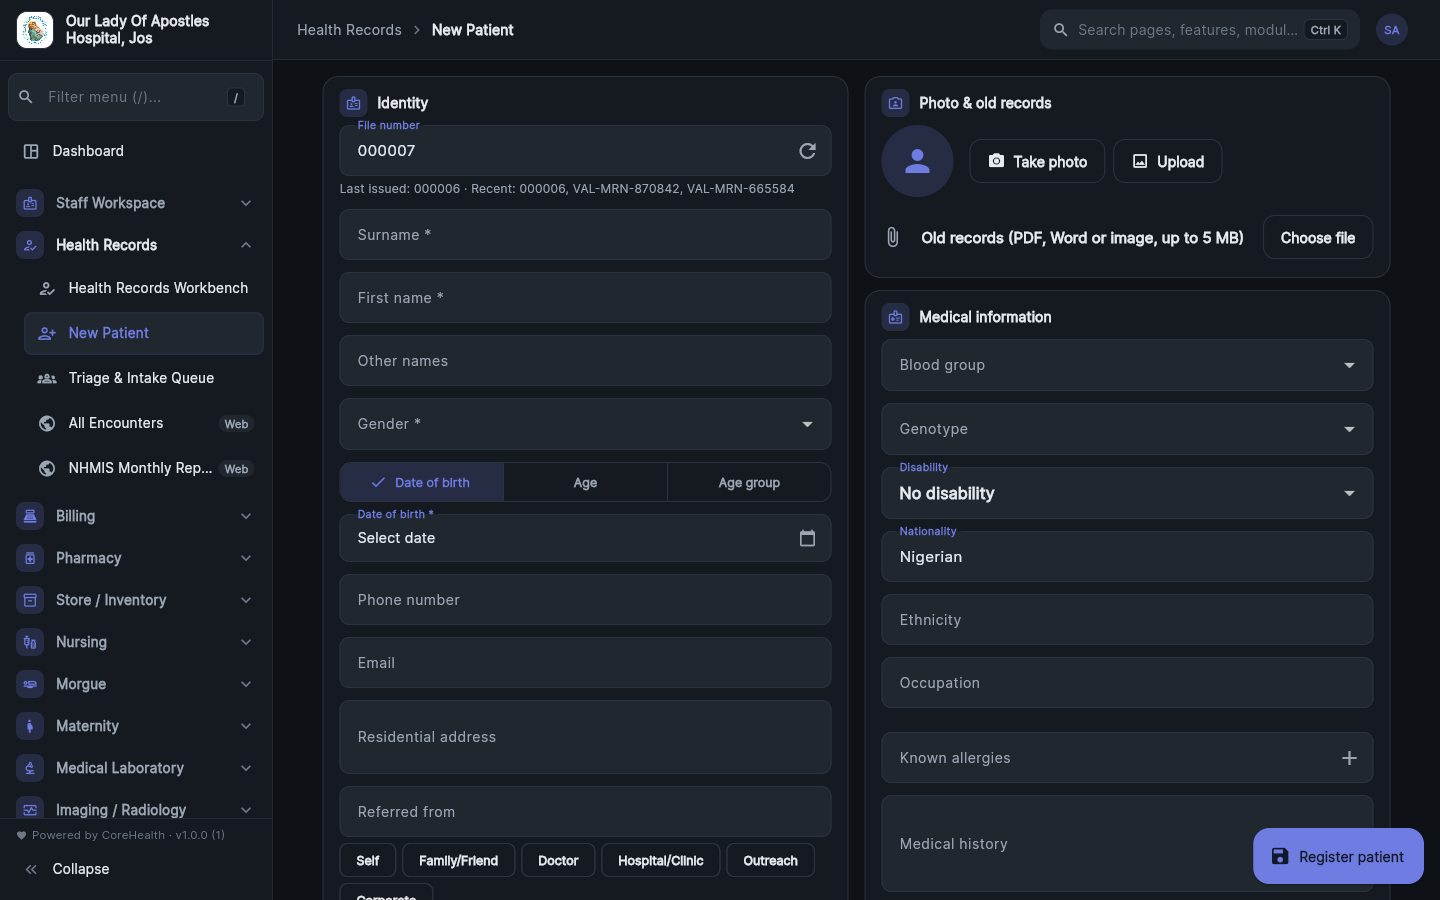 Our Lady Of Apostles
Hospital, Jos
Filter menu (/)...
/
Dashboard
Staff Workspace
Health Records
Health Records Workbench
New Patient
Triage & Intake Queue
All Encounters
Web
NHMIS Monthly Rep...
Web
Billing
Pharmacy
Store / Inventory
Nursing
Morgue
Maternity
Medical Laboratory
Imaging / Radiology
Powered by CoreHealth · v1.0.0 (1)
Collapse
Health Records > New Patient
Search pages, features, modul...
Ctrl K
SA
Identity
File number
000007
Last issued: 000006 · Recent: 000006, VAL-MRN-870842, VAL-MRN-665584
Surname *
First name *
Other names
Gender *
Date of birth
Age
Age group
Date of birth *
Select date
Phone number
Email
Residential address
Referred from
Self
Family/Friend
Doctor
Hospital/Clinic
Outreach
Corporate
Photo & old records
Take photo
Upload
Old records (PDF, Word or image, up to 5 MB)
Choose file
Medical information
Blood group
Genotype
Disability
No disability
Nationality
Nigerian
Ethnicity
Occupation
Known allergies
Medical history
Register patient